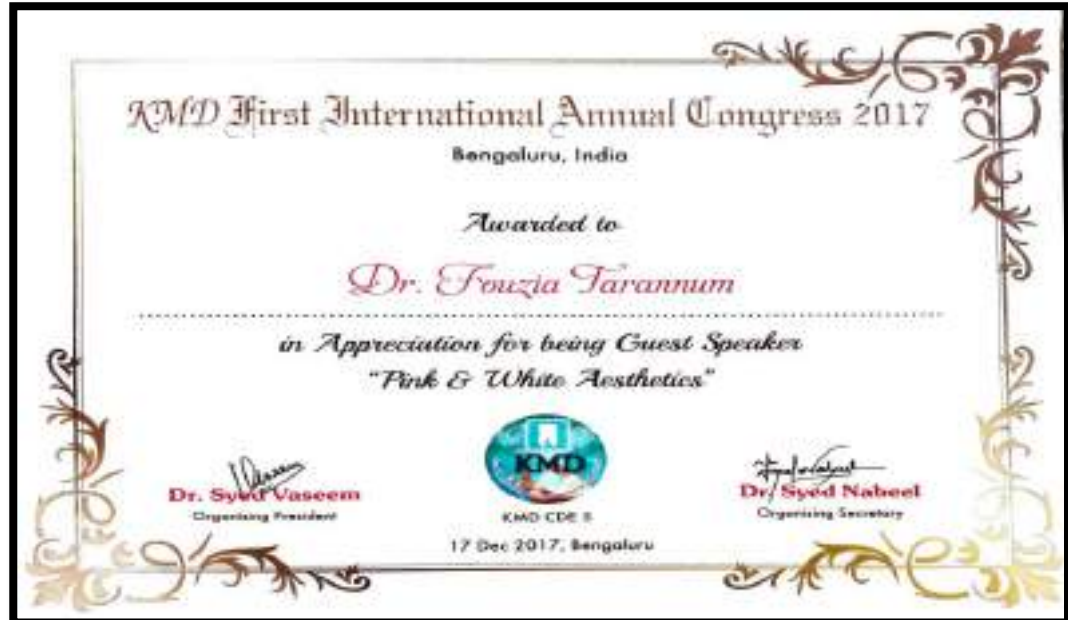 KMD First International Annual Congress 2017
Bengaluru, India
Awarded to
Dr. Fouzia Tarannum
in Appreciation for being Guest Speaker
"Pink & White Aesthetics"
KMD
Dr. Syed Vaseem
Dr. Syed Nabeel
Organising President
KMD CDE
Organising Secretary
17 Dec 2017, Bengaluru